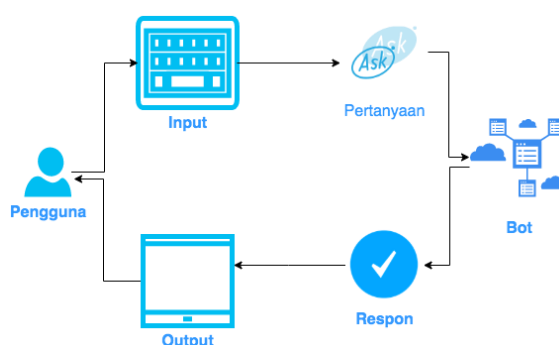 Ask
Ask
Input
Pertanyaan
Pengguna
Bot
Respon
Output